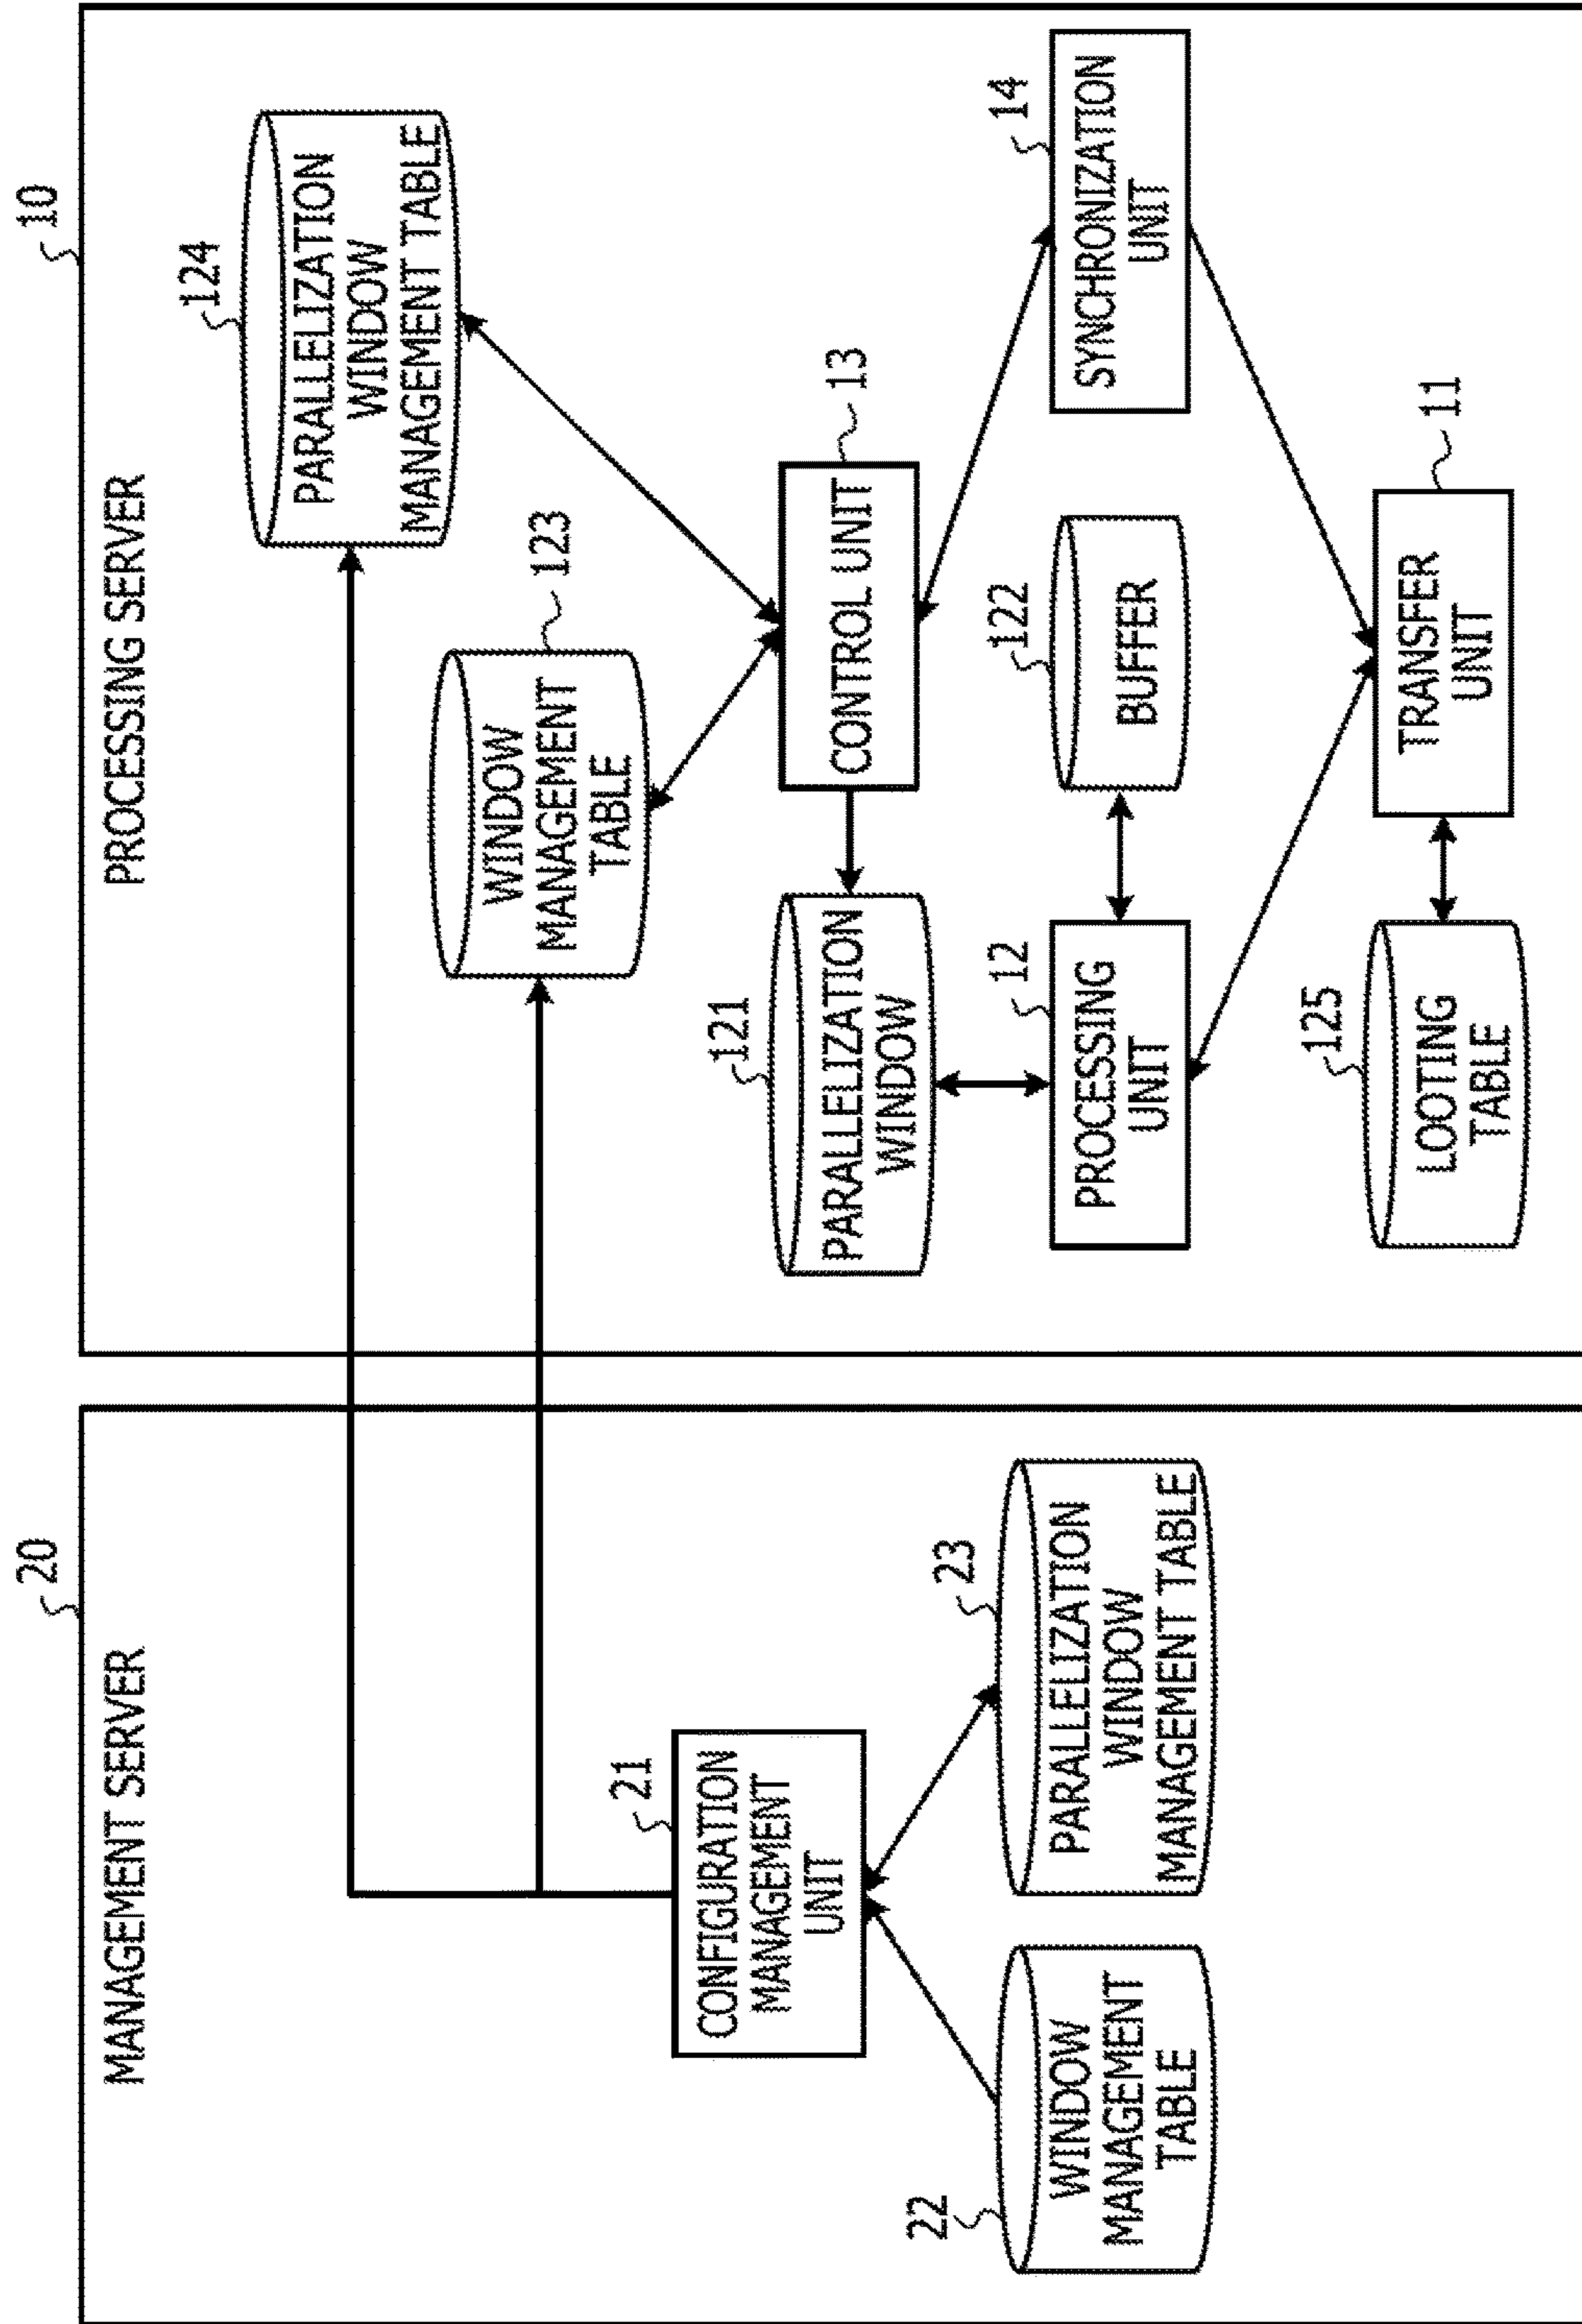 20
MANAGEMENT SERVER
21
CONFIGURATION
MANAGEMENT
UNIT
22
WINDOW
MANAGEMENT
TABLE
23
PARALLELIZATION
WINDOW
MANAGEMENT TABLE
10
PROCESSING SERVER
124
PARALLELIZATION
WINDOW
MANAGEMENT TABLE
123
WINDOW
MANAGEMENT
TABLE
121
PARALLELIZATION
WINDOW
13
CONTROL UNIT
12
PROCESSING
UNIT
122
BUFFER
14
SYNCHRONIZATION
UNIT
125
LOOTING
TABLE
11
TRANSFER
UNIT